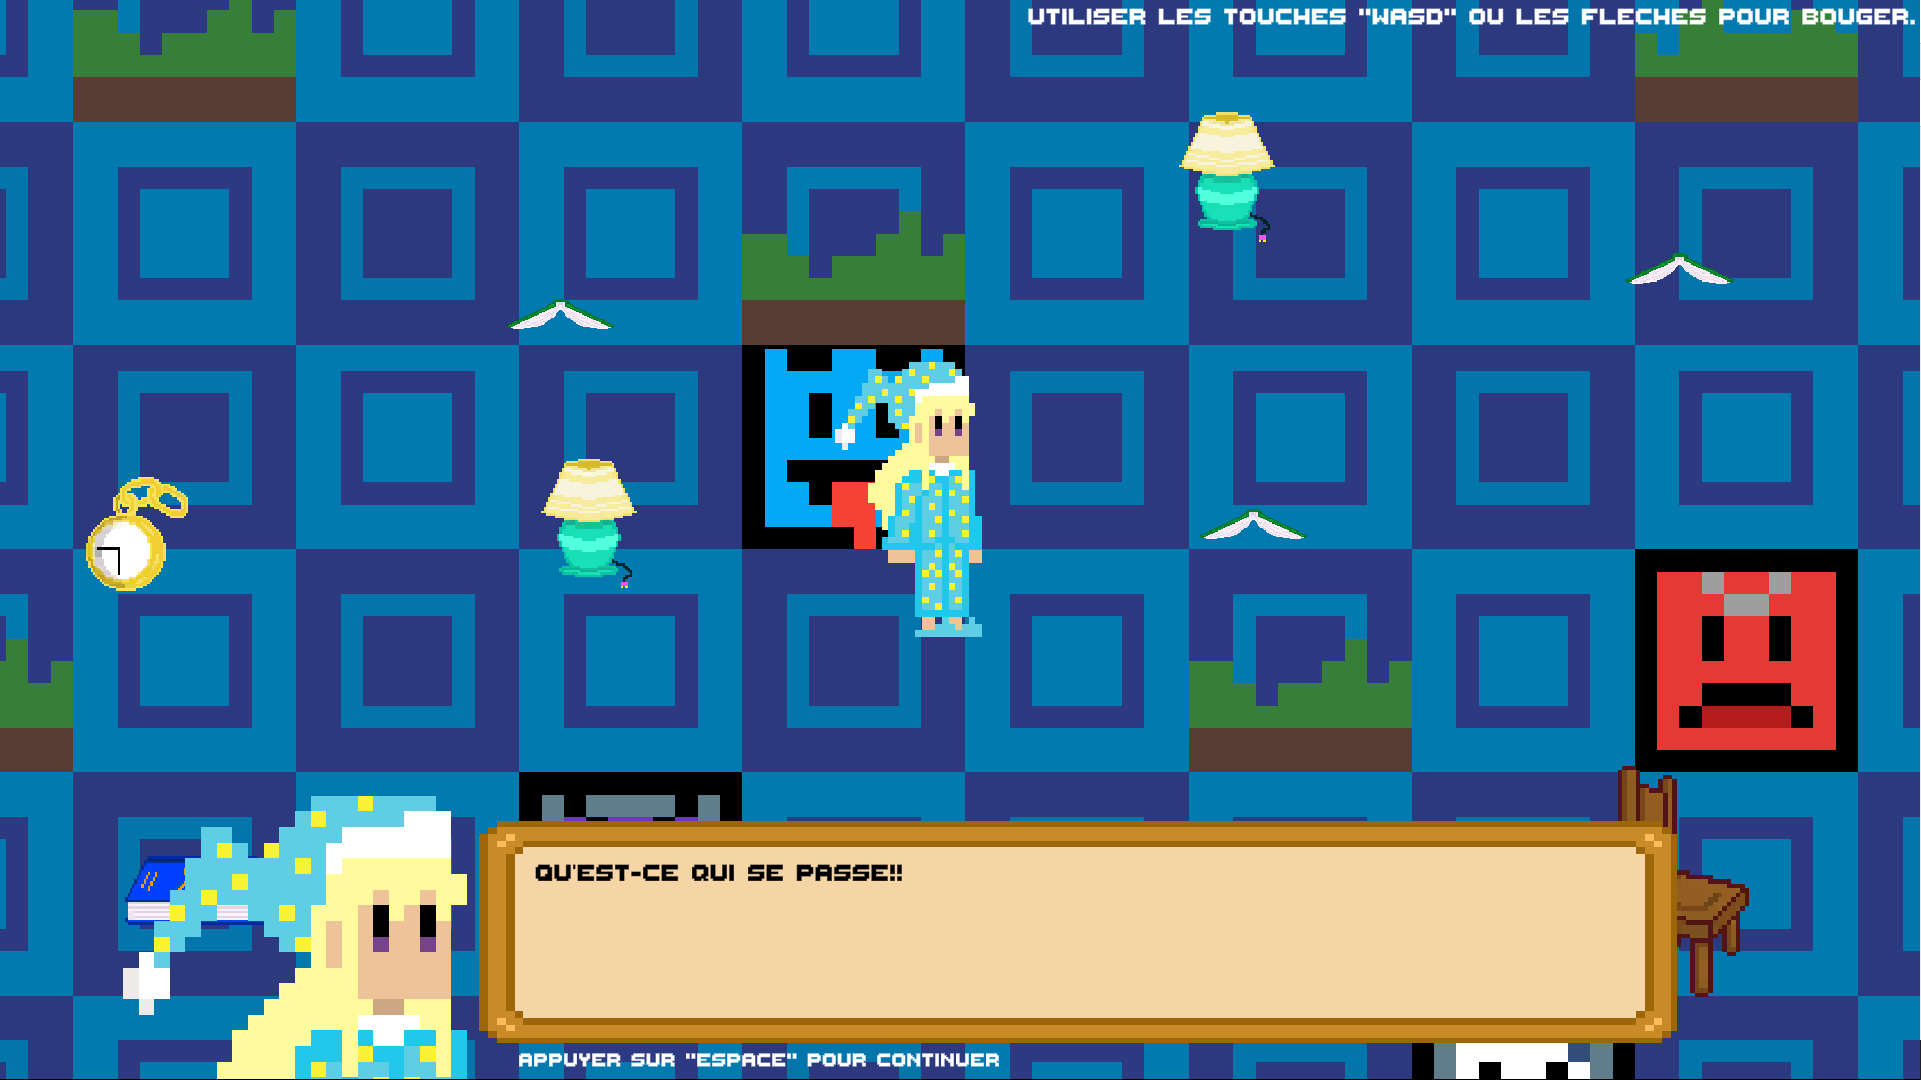 UTILISER LES TOUCHES "WASD" OU LES FLECHES POUR BOUGER.
QU'EST-CE QUI SE PASSE!!
APPUYER SUR "ESPACE" POUR CONTINUER